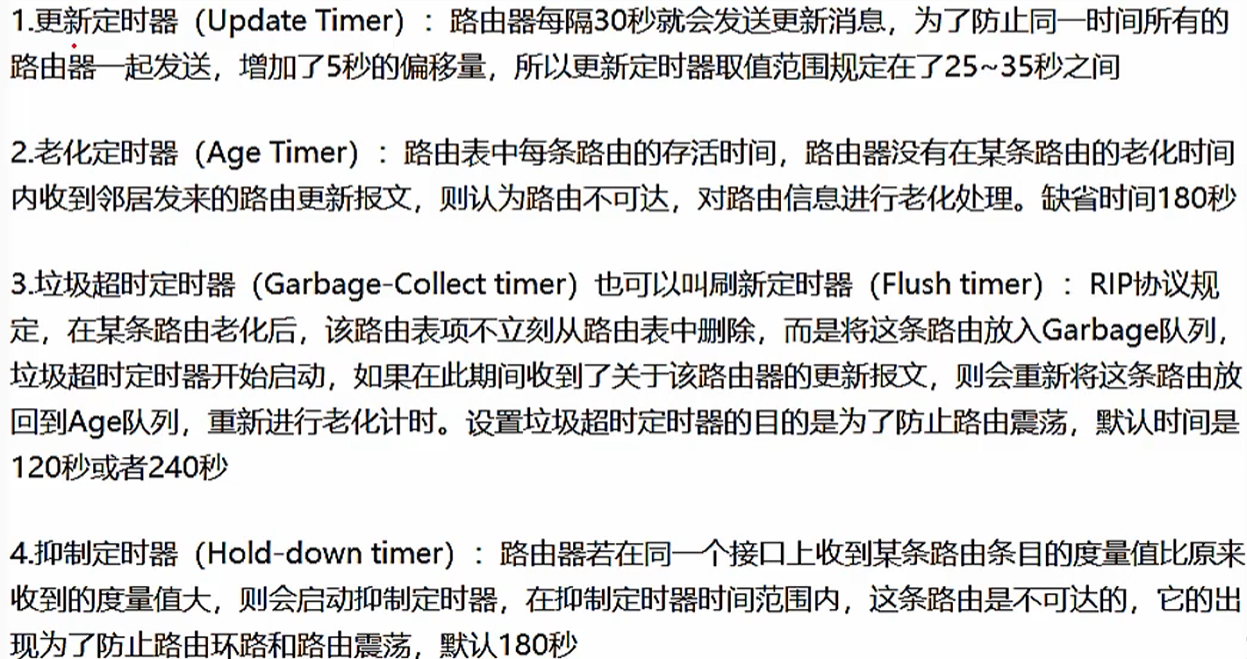 1.更新定时器（Update Timer）：路由器每隔30秒就会发送更新消息，为了防止同一时间所有的
路由器一起发送，增加了5秒的偏移量，所以更新定时器取值范围规定在了25~35秒之间
2.老化定时器（Age Timer）：路由表中每条路由的存活时间，路由器没有在某条路由的老化时间
内收到邻居发来的路由更新报文，则认为路由不可达，对路由信息进行老化处理。缺省时间180秒
3.垃圾超时定时器（Garbage-Collect timer）也可以叫刷新定时器（Flush timer）：RIP协议规
定，在某条路由老化后，该路由表项不立刻从路由表中删除，而是将这条路由放入Garbage队列，
垃圾超时定时器开始启动，如果在此期间收到了关于该路由器的更新报文，则会重新将这条路由放
回到Age队列，重新进行老化计时。设置垃圾超时定时器的目的是为了防止路由震荡，默认时间是
120秒或者240秒
4.抑制定时器（Hold-down timer）：路由器若在同一个接口上收到某条路由条目的度量值比原来
收到的度量值大，则会启动抑制定时器，在抑制定时器时间范围内，这条路由是不可达的，它的出
现为了防止路由环路和路由震荡，默认180秒